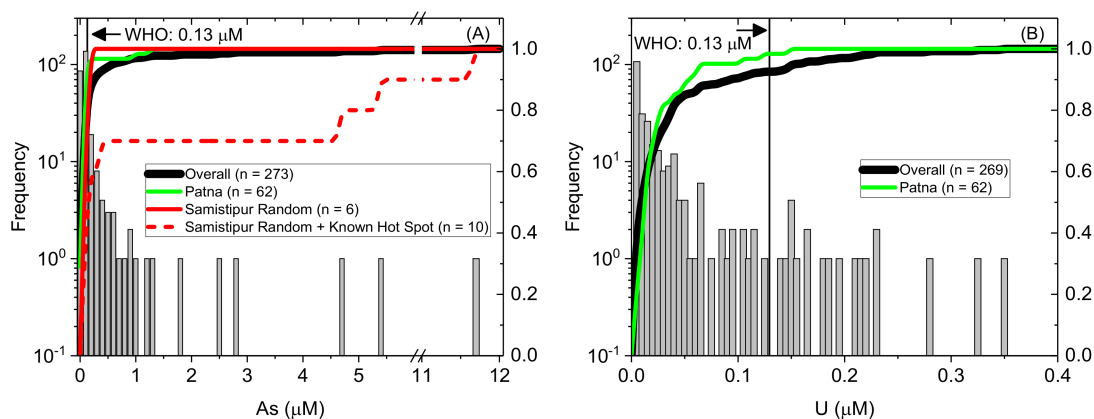 WHO: 0.13 μM
(A)
Frequency
10²
10¹
10⁰
10⁻¹
1.0
0.8
0.6
0.4
0.2
0.0
Overall (n = 273)
Patna (n = 62)
Samistipur Random (n = 6)
Samistipur Random + Known Hot Spot (n = 10)
0 1 2 3 4 5 11 12
As (μM)
WHO: 0.13 μM
(B)
Frequency
10²
10¹
10⁰
10⁻¹
1.0
0.8
0.6
0.4
0.2
0.0
Overall (n = 269)
Patna (n = 62)
0.0 0.1 0.2 0.3 0.4
U (μM)